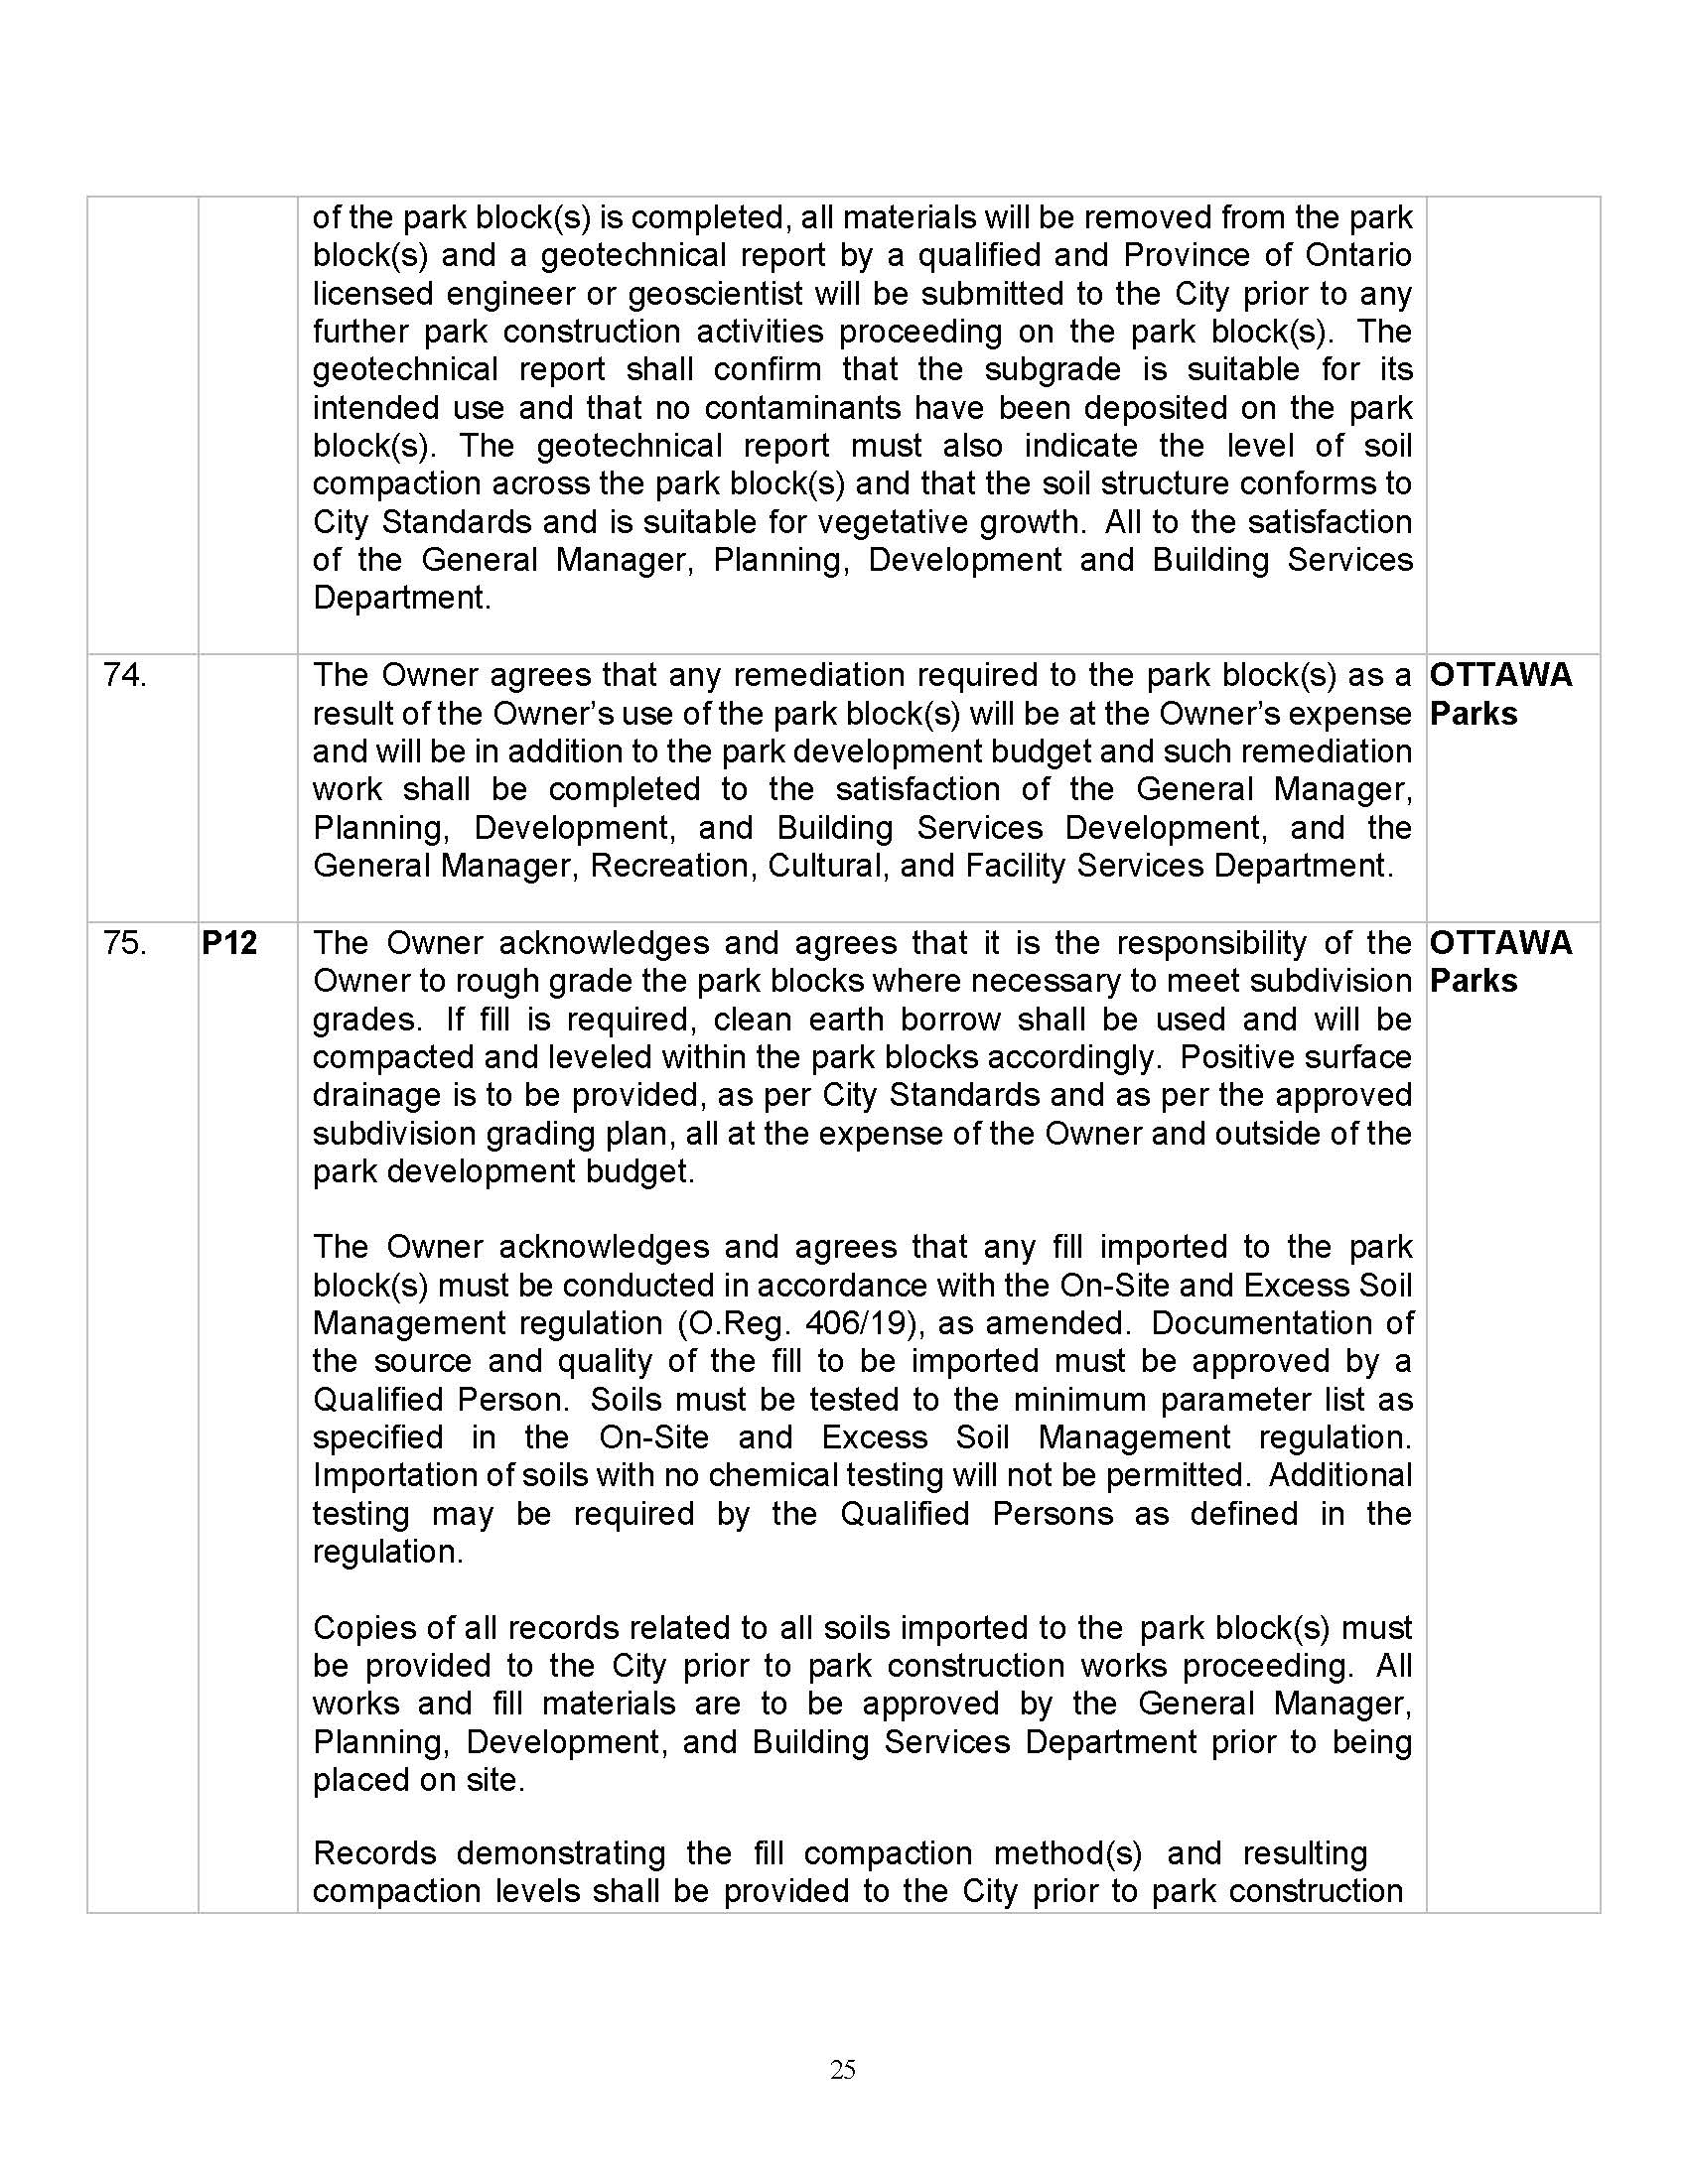 of the park block(s) is completed, all materials will be removed from the park
block(s) and a geotechnical report by a qualified and Province of Ontario
licensed engineer or geoscientist will be submitted to the City prior to any
further park construction activities proceeding on the park block(s). The
geotechnical report shall confirm that the subgrade is suitable for its
intended use and that no contaminants have been deposited on the park
block(s). The geotechnical report must also indicate the level of soil
compaction across the park block(s) and that the soil structure conforms to
City Standards and is suitable for vegetative growth. All to the satisfaction
of the General Manager, Planning, Development and Building Services
Department.
74. The Owner agrees that any remediation required to the park block(s) as a OTTAWA
result of the Owner’s use of the park block(s) will be at the Owner’s expense Parks
and will be in addition to the park development budget and such remediation
work shall be completed to the satisfaction of the General Manager,
Planning, Development, and Building Services Development, and the
General Manager, Recreation, Cultural, and Facility Services Department.
75. P12 The Owner acknowledges and agrees that it is the responsibility of the OTTAWA
Owner to rough grade the park blocks where necessary to meet subdivision Parks
grades. If fill is required, clean earth borrow shall be used and will be
compacted and leveled within the park blocks accordingly. Positive surface
drainage is to be provided, as per City Standards and as per the approved
subdivision grading plan, all at the expense of the Owner and outside of the
park development budget.
The Owner acknowledges and agrees that any fill imported to the park
block(s) must be conducted in accordance with the On-Site and Excess Soil
Management regulation (O.Reg. 406/19), as amended. Documentation of
the source and quality of the fill to be imported must be approved by a
Qualified Person. Soils must be tested to the minimum parameter list as
specified in the On-Site and Excess Soil Management regulation.
Importation of soils with no chemical testing will not be permitted. Additional
testing may be required by the Qualified Persons as defined in the
regulation.
Copies of all records related to all soils imported to the park block(s) must
be provided to the City prior to park construction works proceeding. All
works and fill materials are to be approved by the General Manager,
Planning, Development, and Building Services Department prior to being
placed on site.
Records demonstrating the fill compaction method(s) and resulting
compaction levels shall be provided to the City prior to park construction
25